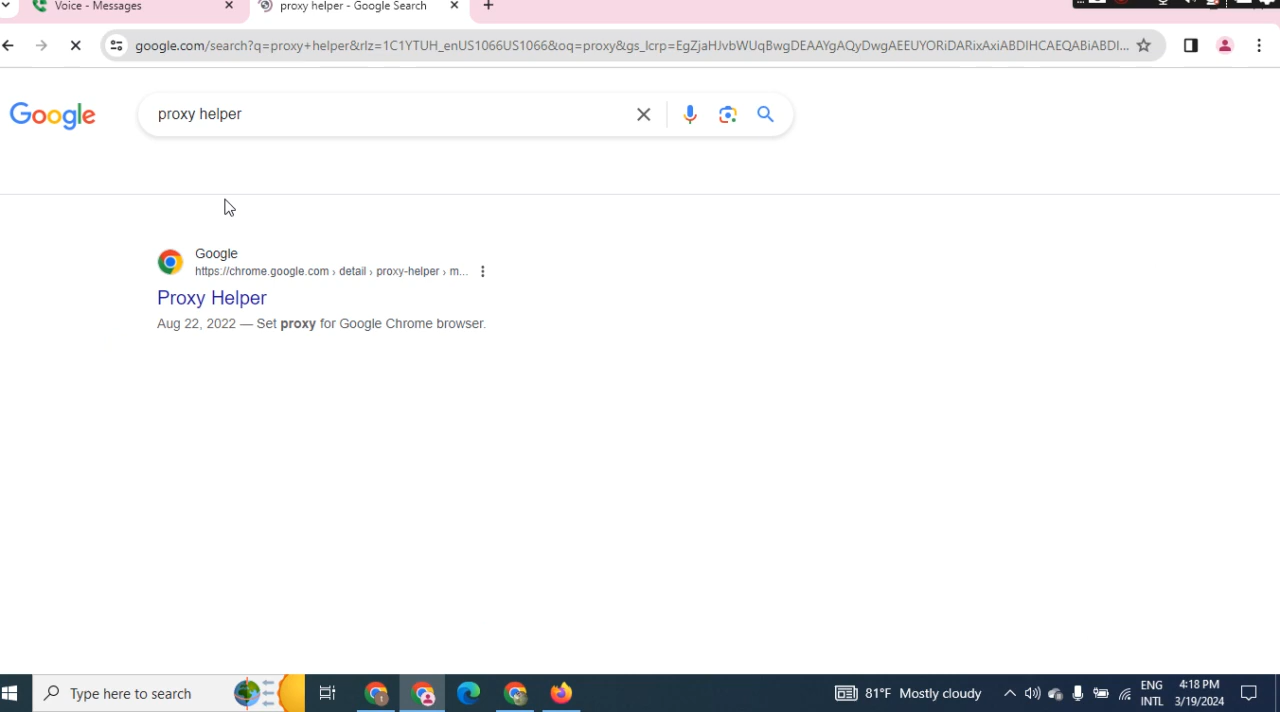 Voice - Messages
proxy helper - Google Search
google.com/search?q=proxy+helper&rlz=1C1YTUH_enUS1066US1066&oq=proxy&gs_lcrp=EgZjaHJvbWUqBwgDEAAYgAQyDwgAEEUYORiDARixAxiABDIHCAEQABiABDI...
Google
proxy helper
Google
https://chrome.google.com › detail › proxy-helper › m...
Proxy Helper
Aug 22, 2022 — Set proxy for Google Chrome browser.
Type here to search
81°F Mostly cloudy
ENG
INTL
4:18 PM
3/19/2024